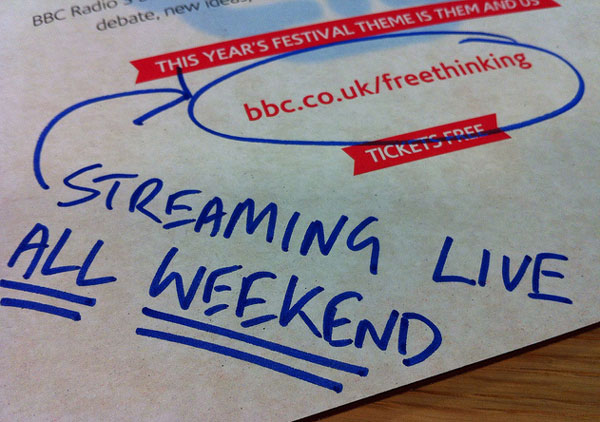 BBC Radio 3
debate, new ideas,
THIS YEAR'S FESTIVAL THEME IS THEM AND US
bbc.co.uk/freethinking
TICKETS FREE
STREAMING LIVE
ALL WEEKEND